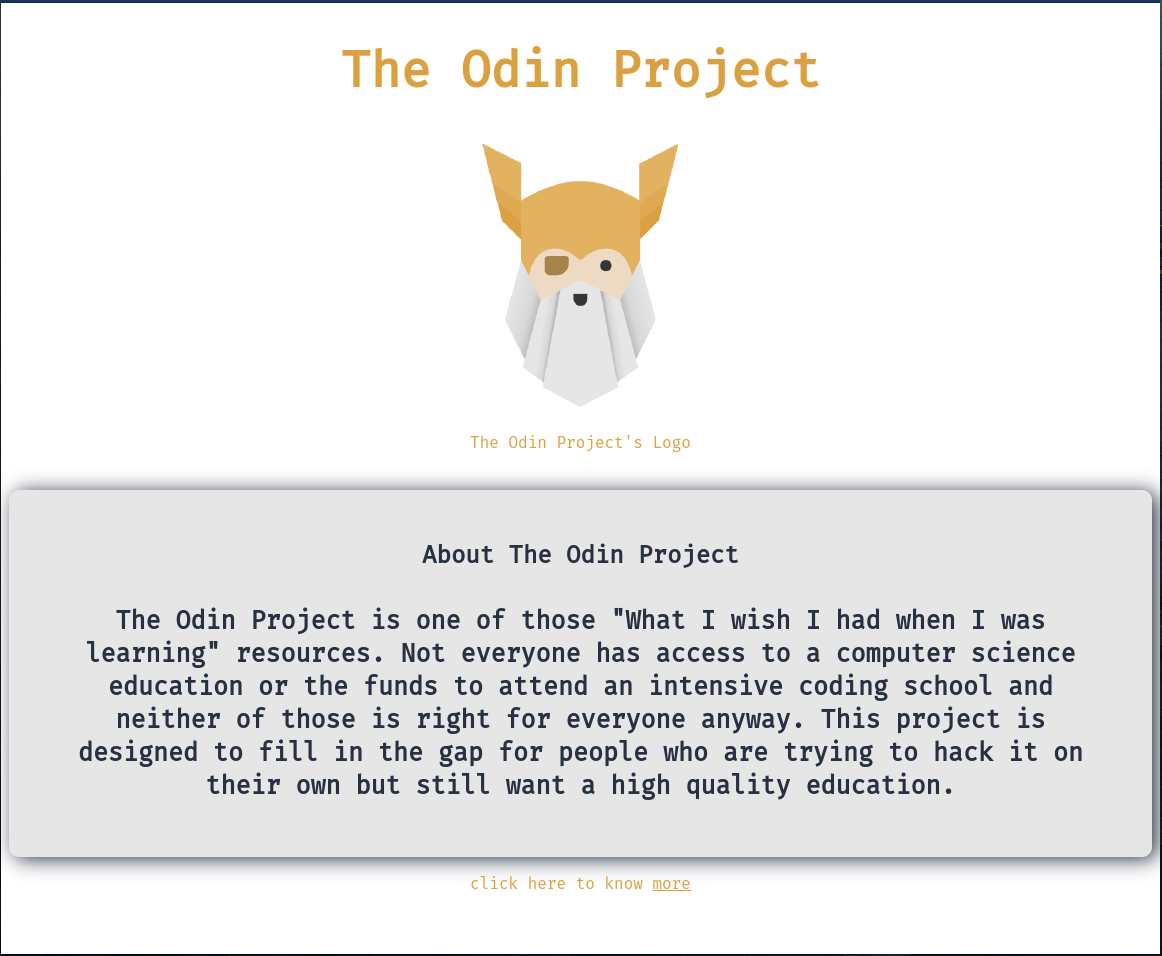 The Odin Project
The Odin Project's Logo
About The Odin Project
The Odin Project is one of those "What I wish I had when I was
learning" resources. Not everyone has access to a computer science
education or the funds to attend an intensive coding school and
neither of those is right for everyone anyway. This project is
designed to fill in the gap for people who are trying to hack it on
their own but still want a high quality education.
click here to know more